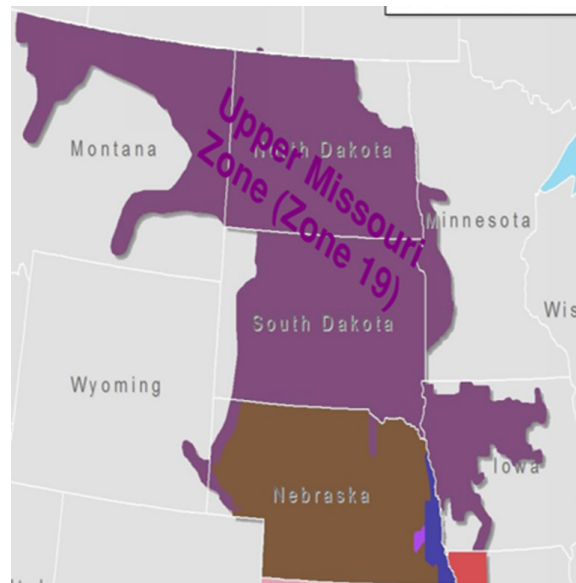 Upper Missouri
Zone (Zone 19)
Montana
North Dakota
Minnesota
South Dakota
Wis
Wyoming
Iowa
Nebraska